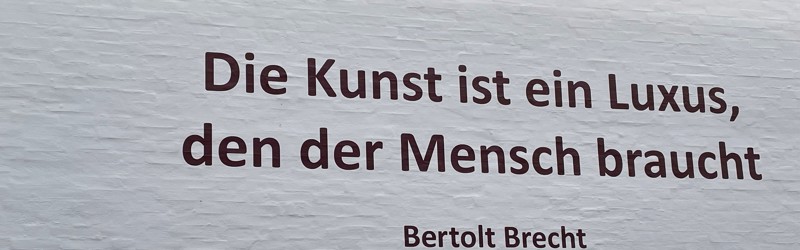 Die Kunst ist ein Luxus,
den der Mensch braucht
Bertolt Brecht